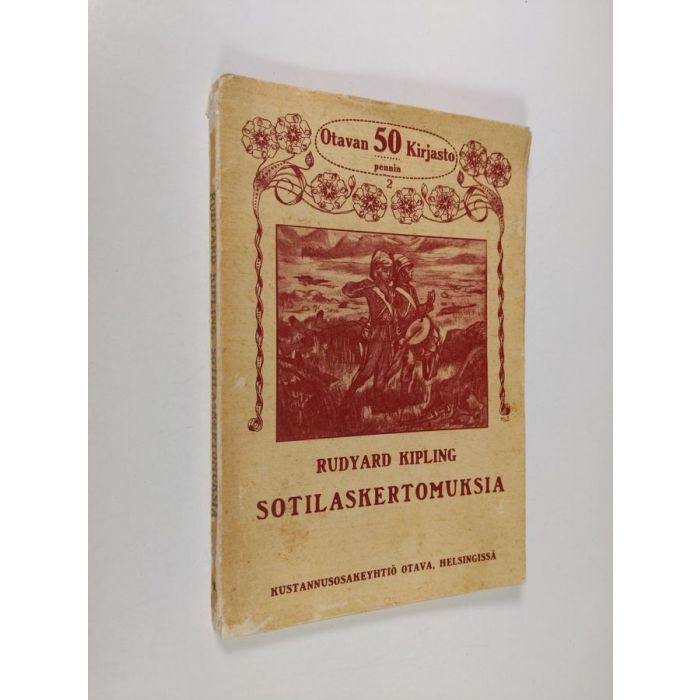 Otavan 50 Kirjasto
pennin
2
RUDYARD KIPLING
SOTILASKERTOMUKSIA
KUSTANNUSOSAKEYHTIÖ OTAVA, HELSINGISSÄ
RUDYARD KIPLING SOTILASKERTOMUKSIA